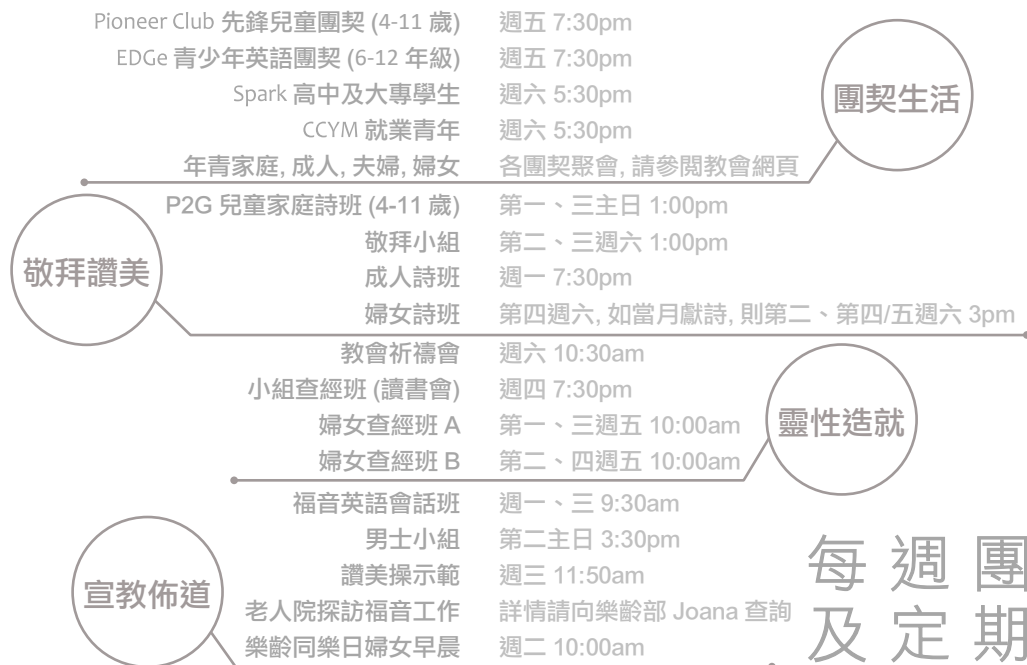 Pioneer Club 先鋒兒童團契 (4-11 歲) 週五 7:30pm
EDGe 青少年英語團契 (6-12 年級) 週五 7:30pm
Spark 高中及大專學生 週六 5:30pm
CCYM 就業青年 週六 5:30pm
年青家庭, 成人, 夫婦, 婦女 各團契聚會, 請參閱教會網頁
團契生活
P2G 兒童家庭詩班 (4-11 歲) 第一、三主日 1:00pm
敬拜小組 第二、三週六 1:00pm
成人詩班 週一 7:30pm
婦女詩班 第四週六, 如當月獻詩, 則第二、第四/五週六 3pm
敬拜讚美
教會祈禱會 週六 10:30am
小組查經班 (讀書會) 週四 7:30pm
婦女查經班 A 第一、三週五 10:00am
婦女查經班 B 第二、四週五 10:00am
靈性造就
福音英語會話班 週一、三 9:30am
男士小組 第二主日 3:30pm
讚美操示範 週三 11:50am
老人院探訪福音工作 詳情請向樂齡部 Joana 查詢
樂齡同樂日婦女早晨 週二 10:00am
宣教佈道
每週團
及定期